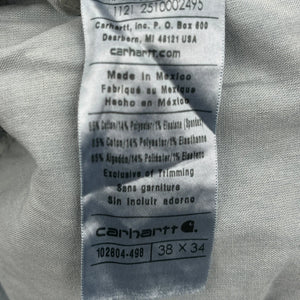 1121 2510002495
Carhartt, Inc. P.O. Box 600
Dearborn, MI 48121 USA
carhartt.com
Made in Mexico
Fabriqué au Mexique
Hecho en México
85% Cotton/14% Polyester/1% Elastane (Spandex)
85% Coton/14% Polyester/1% Élasthanne
85% Algodón/14% Poliéster/1% Elastano
Exclusive of Trimming
Sans garniture
Sin Incluir adorno
carhartt
102804-498 38 X 34